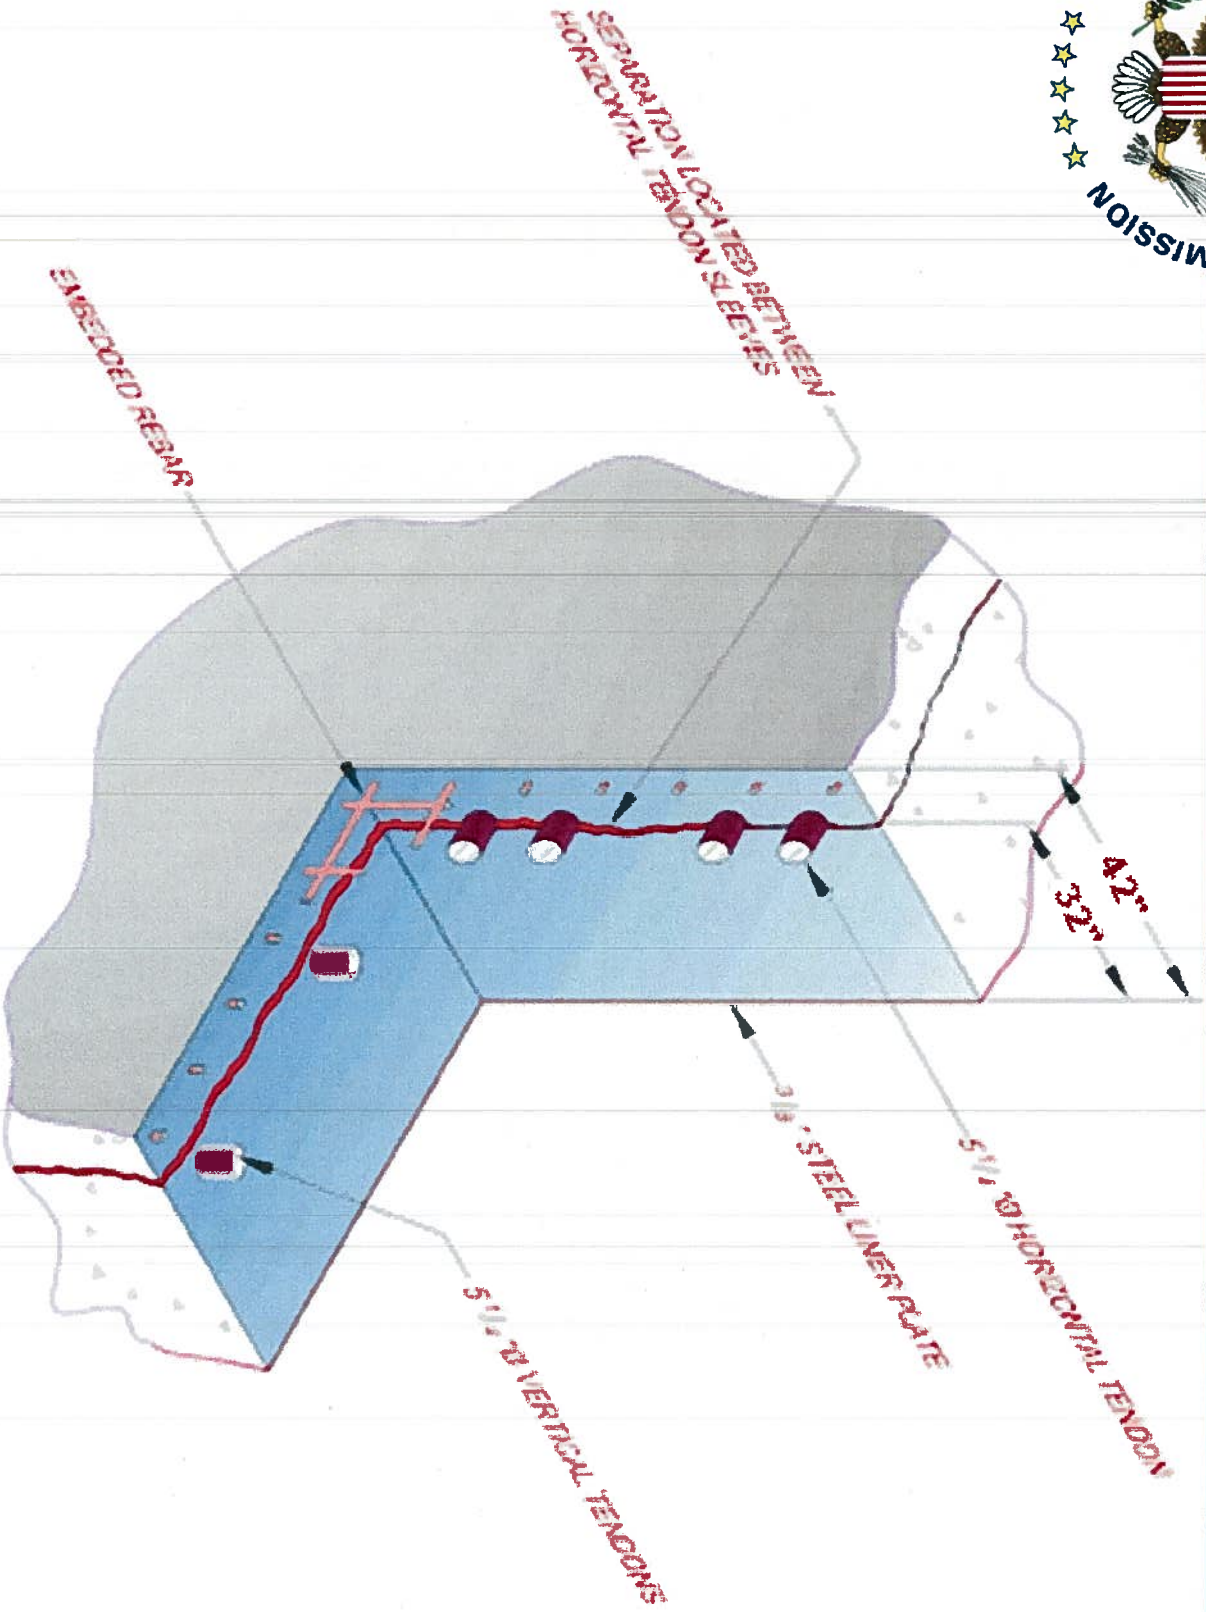 SEPARATION LOCATED BETWEEN
HORIZONTAL TENDON SLEEVES
EMBEDDED REBAR
MISSION
42"
32"
STEEL LINER PLATE
HORIZONTAL TENDON
VERTICAL TENDONS